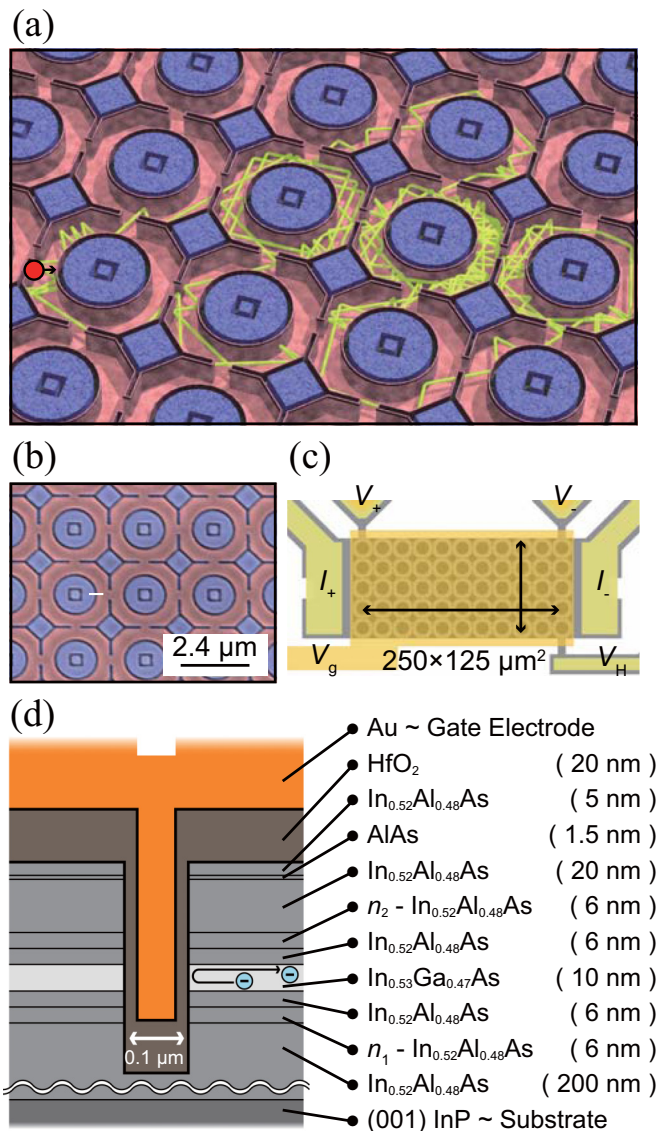 (a)
(b)
2.4 μm
(c)
V+
V-
I+
I-
Vg
250×125 μm²
VH
(d)
Au ~ Gate Electrode
HfO₂ ( 20 nm )
In₀.₅₂Al₀.₄₈As ( 5 nm )
AlAs ( 1.5 nm )
In₀.₅₂Al₀.₄₈As ( 20 nm )
n₂ - In₀.₅₂Al₀.₄₈As ( 6 nm )
In₀.₅₂Al₀.₄₈As ( 6 nm )
In₀.₅₃Ga₀.₄₇As ( 10 nm )
In₀.₅₂Al₀.₄₈As ( 6 nm )
n₁ - In₀.₅₂Al₀.₄₈As ( 6 nm )
In₀.₅₂Al₀.₄₈As ( 200 nm )
(001) InP ~ Substrate
0.1 μm